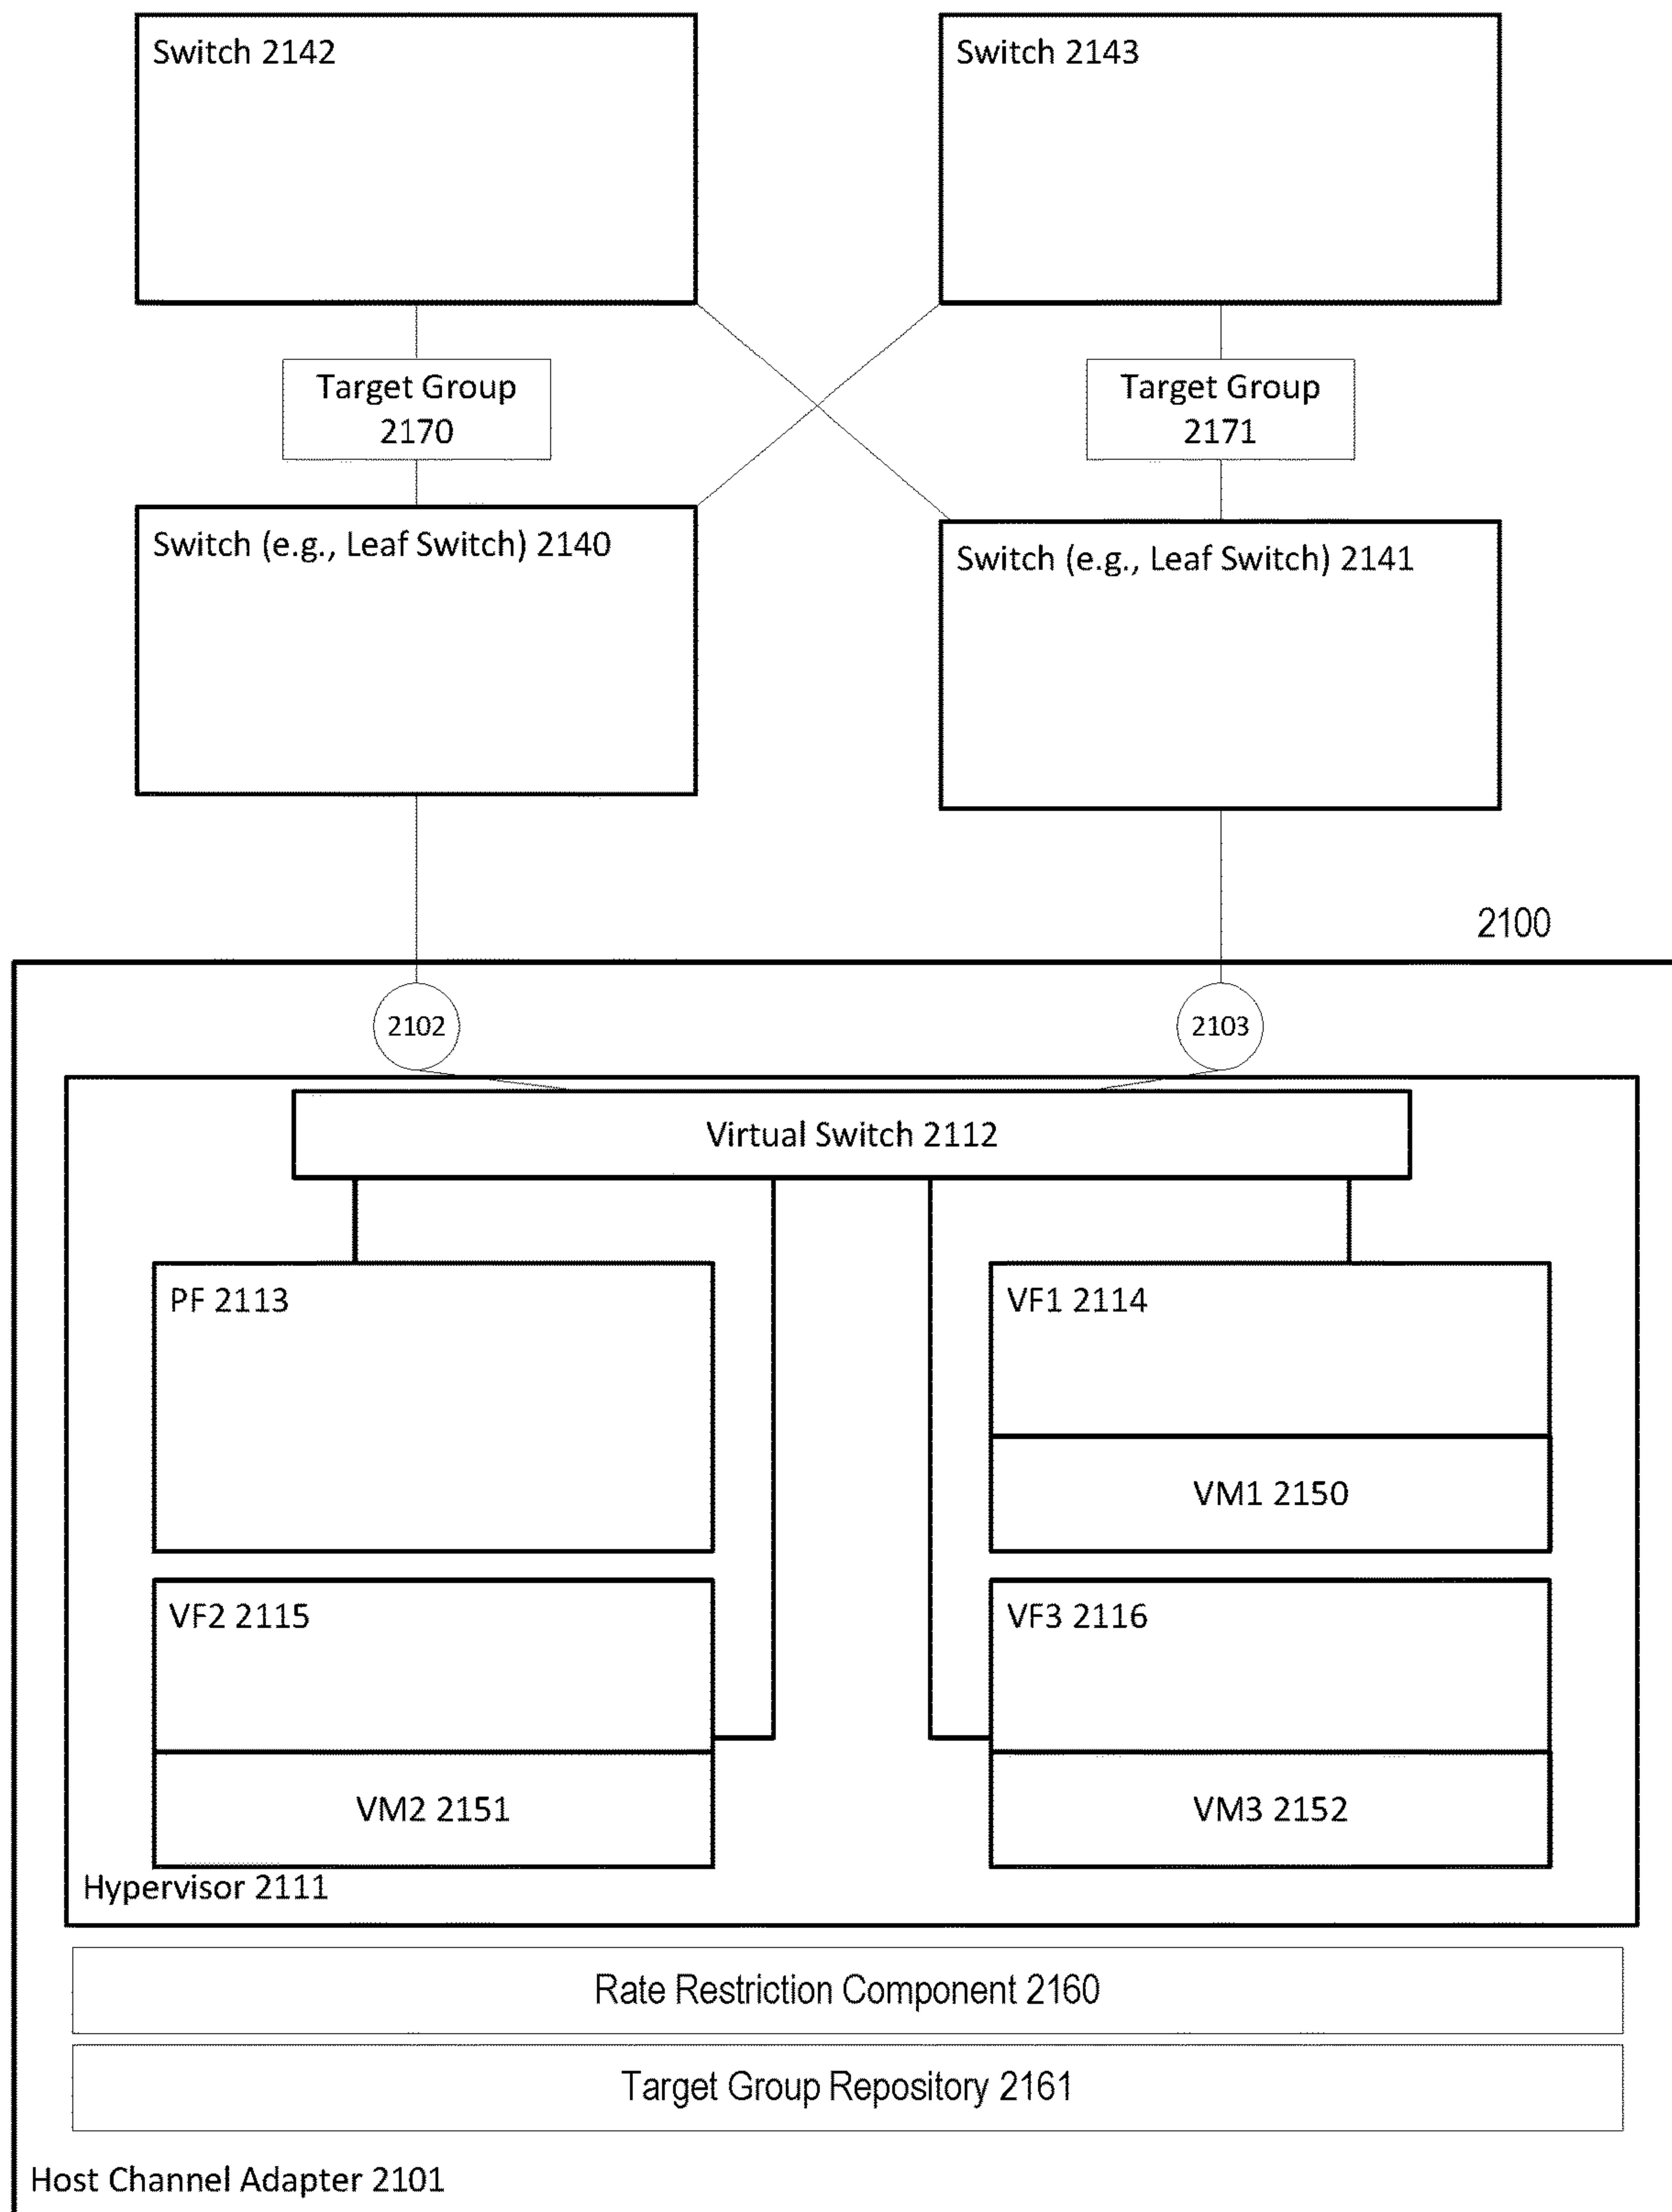 Switch 2142
Switch 2143
Target Group
2170
Target Group
2171
Switch (e.g., Leaf Switch) 2140
Switch (e.g., Leaf Switch) 2141
2100
2102
2103
Virtual Switch 2112
PF 2113
VF1 2114
VM1 2150
VF2 2115
VF3 2116
VM2 2151
VM3 2152
Hypervisor 2111
Rate Restriction Component 2160
Target Group Repository 2161
Host Channel Adapter 2101